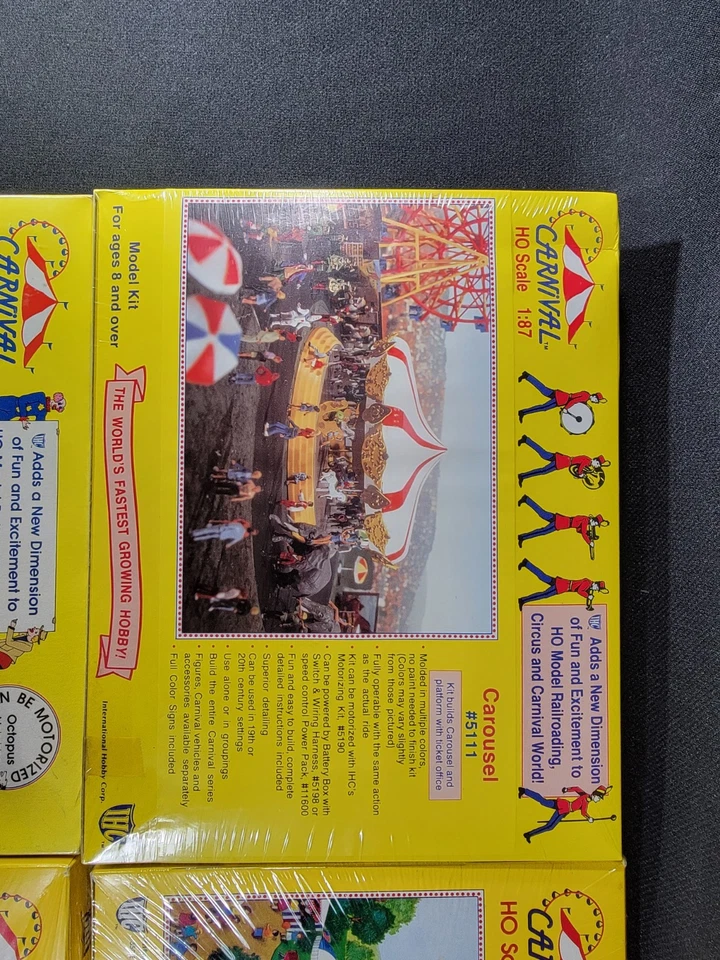 CARNIVAL™
HO Scale 1:87
IHC Adds a New Dimension
of Fun and Excitement to
HO Model Railroading,
Circus and Carnival World!
Carousel
#5111
Kit builds Carousel and
platform with ticket office
• Molded in multiple colors,
no paint needed to finish kit
(Colors may vary slightly
from those pictured)
• Fully operable with the same action
as the actual ride
• Kit can be motorized with IHC's
Motorizing Kit, #5190
• Can be powered by Battery Box with
Switch & Wiring Harness, #5198 or
speed control Power Pack, #11600
• Fun and easy to build, complete
detailed instructions included
• Superior detailing
• Can be used in 19th or
20th century settings
• Use alone or in groupings
• Build the entire Carnival series
• Figures, Carnival vehicles and
accessories available separately
• Full Color Signs included
Model Kit
For ages 8 and over
THE WORLD'S FASTEST GROWING HOBBY!
International Hobby Corp.
IHC
CARNIVAL
IHC Adds a New Dimension
of Fun and Excitement to
N BE MOTORIZED
Octopus
CA
HO Sc
IHC